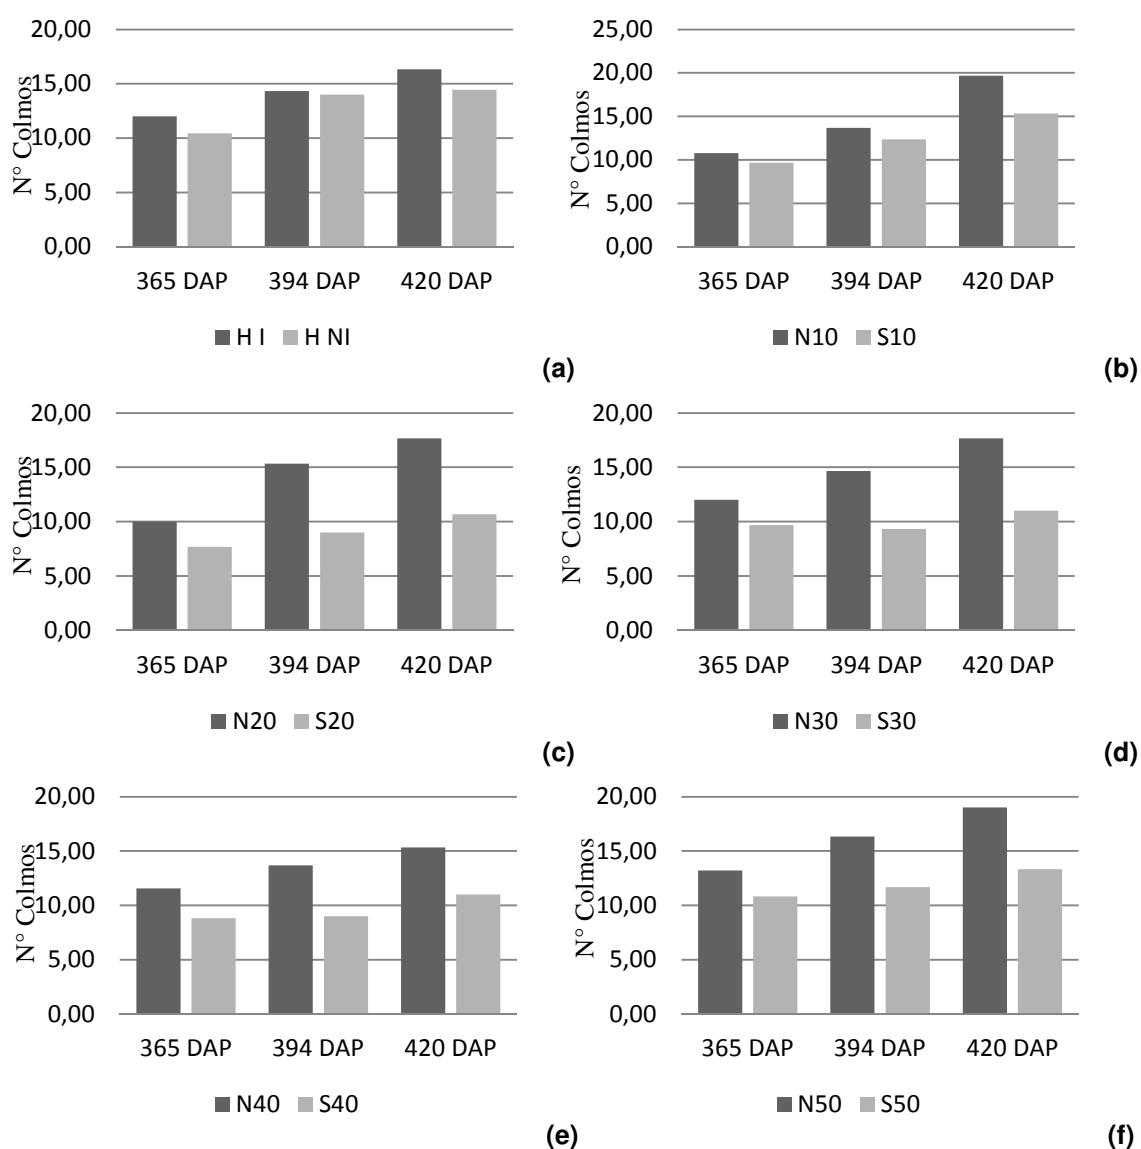 20,00
15,00
10,00
5,00
0,00
N° Colmos
365 DAP 394 DAP 420 DAP
H I H NI
(a)
25,00
20,00
15,00
10,00
5,00
0,00
N° Colmos
365 DAP 394 DAP 420 DAP
N10 S10
(b)
20,00
15,00
10,00
5,00
0,00
N° Colmos
365 DAP 394 DAP 420 DAP
N20 S20
(c)
20,00
15,00
10,00
5,00
0,00
N° Colmos
365 DAP 394 DAP 420 DAP
N30 S30
(d)
20,00
15,00
10,00
5,00
0,00
N° Colmos
365 DAP 394 DAP 420 DAP
N40 S40
(e)
20,00
15,00
10,00
5,00
0,00
N° Colmos
365 DAP 394 DAP 420 DAP
N50 S50
(f)